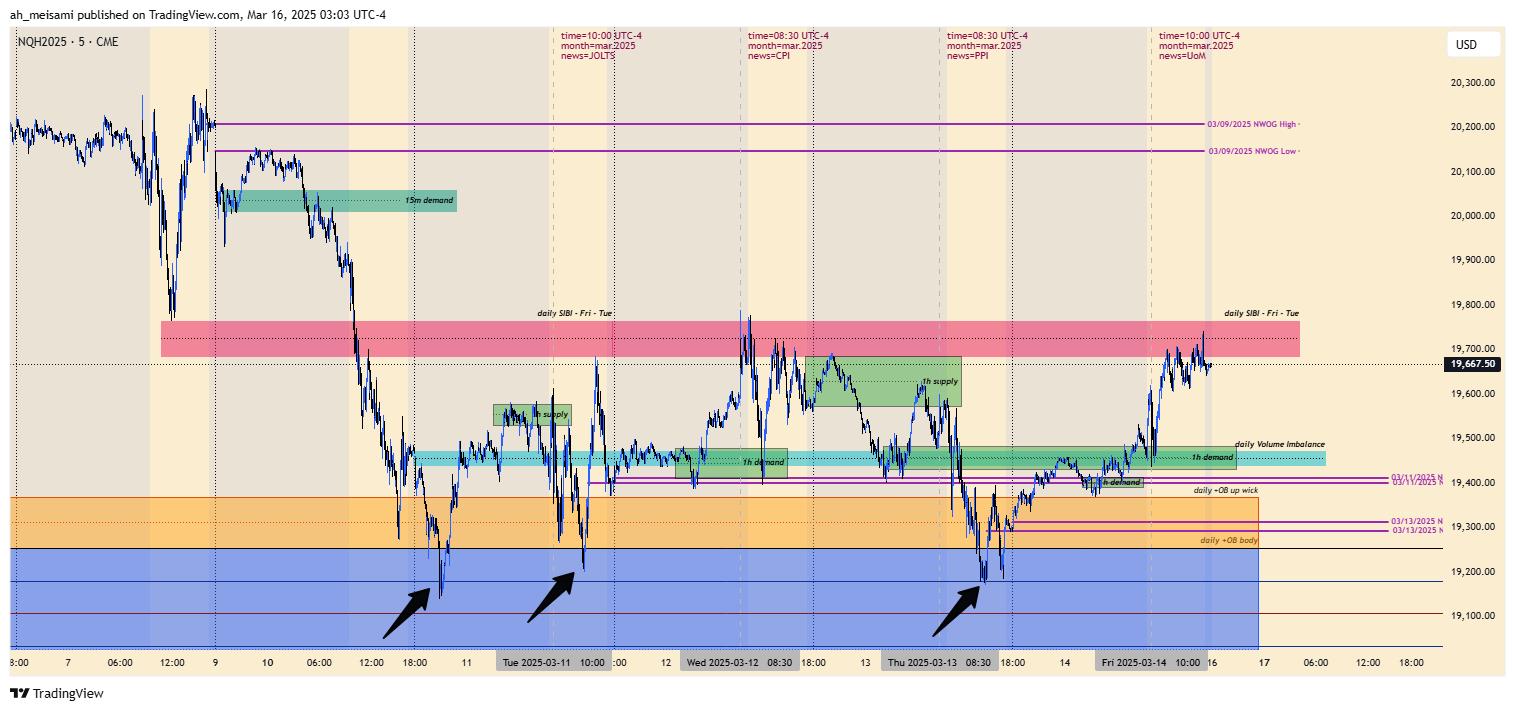 ah_meisami published on TradingView.com, Mar 16, 2025 03:03 UTC-4
NQH2025 · 5 · CME
time=10:00 UTC-4
month=mar.2025
news=JOLTS
time=08:30 UTC-4
month=mar.2025
news=CPI
time=08:30 UTC-4
month=mar.2025
news=PPI
time=10:00 UTC-4
month=mar.2025
news=UoM
USD
20,300.00
20,200.00
20,100.00
20,000.00
19,900.00
19,800.00
19,700.00
19,667.50
19,600.00
19,500.00
19,400.00
19,300.00
19,200.00
19,100.00
03/09/2025 NWOG High
03/09/2025 NWOG Low
15m demand
daily SIBI - Fri - Tue
daily SIBI - Fri - Tue
1h supply
h supply
daily Volume Imbalance
1h demand
1h demand
h demand
03/11/2025 N
03/11/2025 N
daily +OB up wick
03/13/2025 N
03/13/2025 N
daily +OB body
8:00 7 06:00 12:00 9 10 06:00 12:00 18:00 11 Tue 2025-03-11 10:00 :00 12 Wed 2025-03-12 08:30 18:00 13 Thu 2025-03-13 08:30 18:00 14 Fri 2025-03-14 10:00 16 17 06:00 12:00 18:00
TradingView